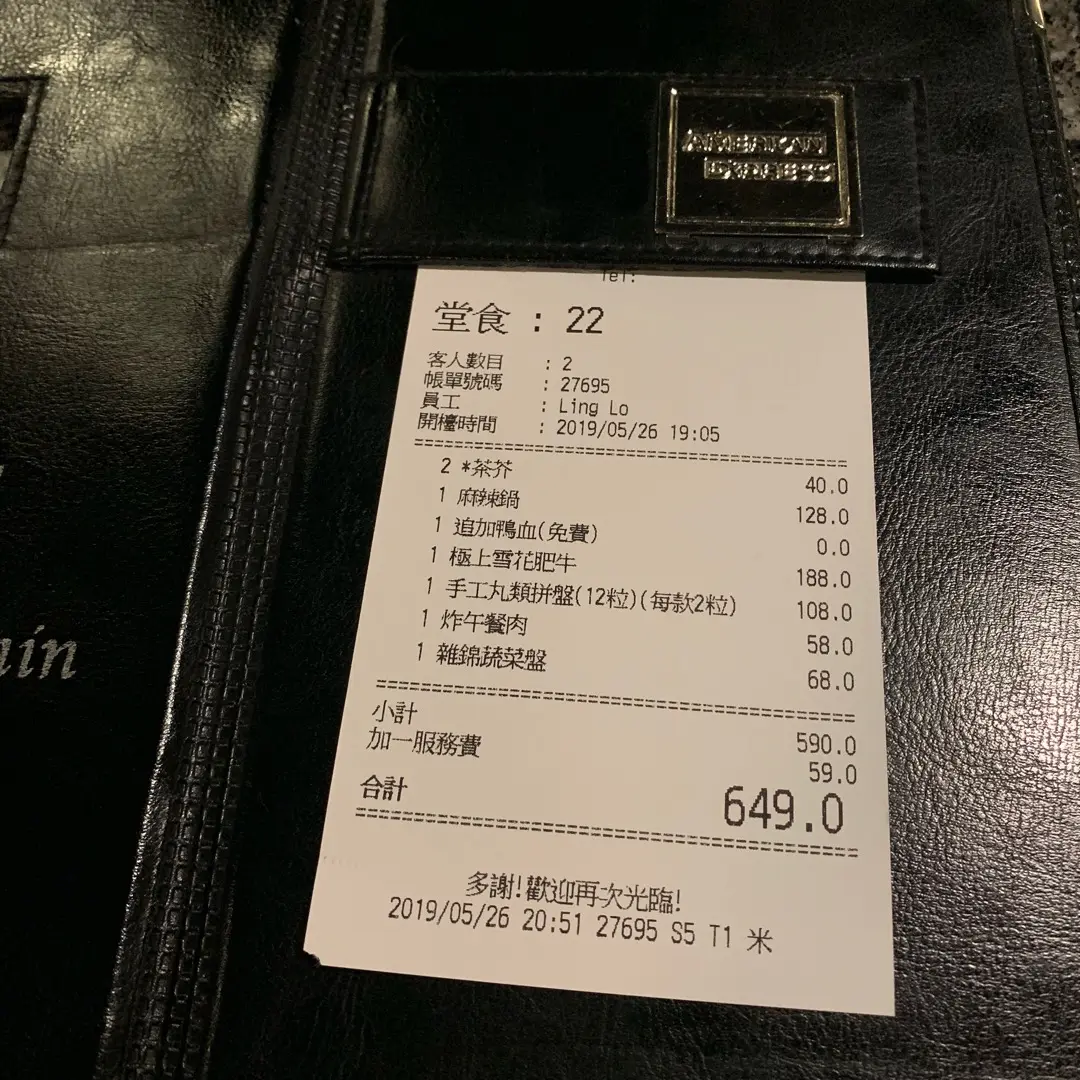 AMERICAN
EXPRESS
Tel:
堂食 : 22
客人數目 : 2
帳單號碼 : 27695
員工 : Ling Lo
開檯時間 : 2019/05/26 19:05
2 *茶芥 40.0
1 麻辣鍋 128.0
1 追加鴨血(免費) 0.0
1 極上雪花肥牛 188.0
1 手工丸類拼盤(12粒)(每款2粒) 108.0
1 炸午餐肉 58.0
1 雜錦蔬菜盤 68.0
小計 590.0
加一服務費 59.0
合計 649.0
多謝!歡迎再次光臨!
2019/05/26 20:51 27695 S5 T1 米